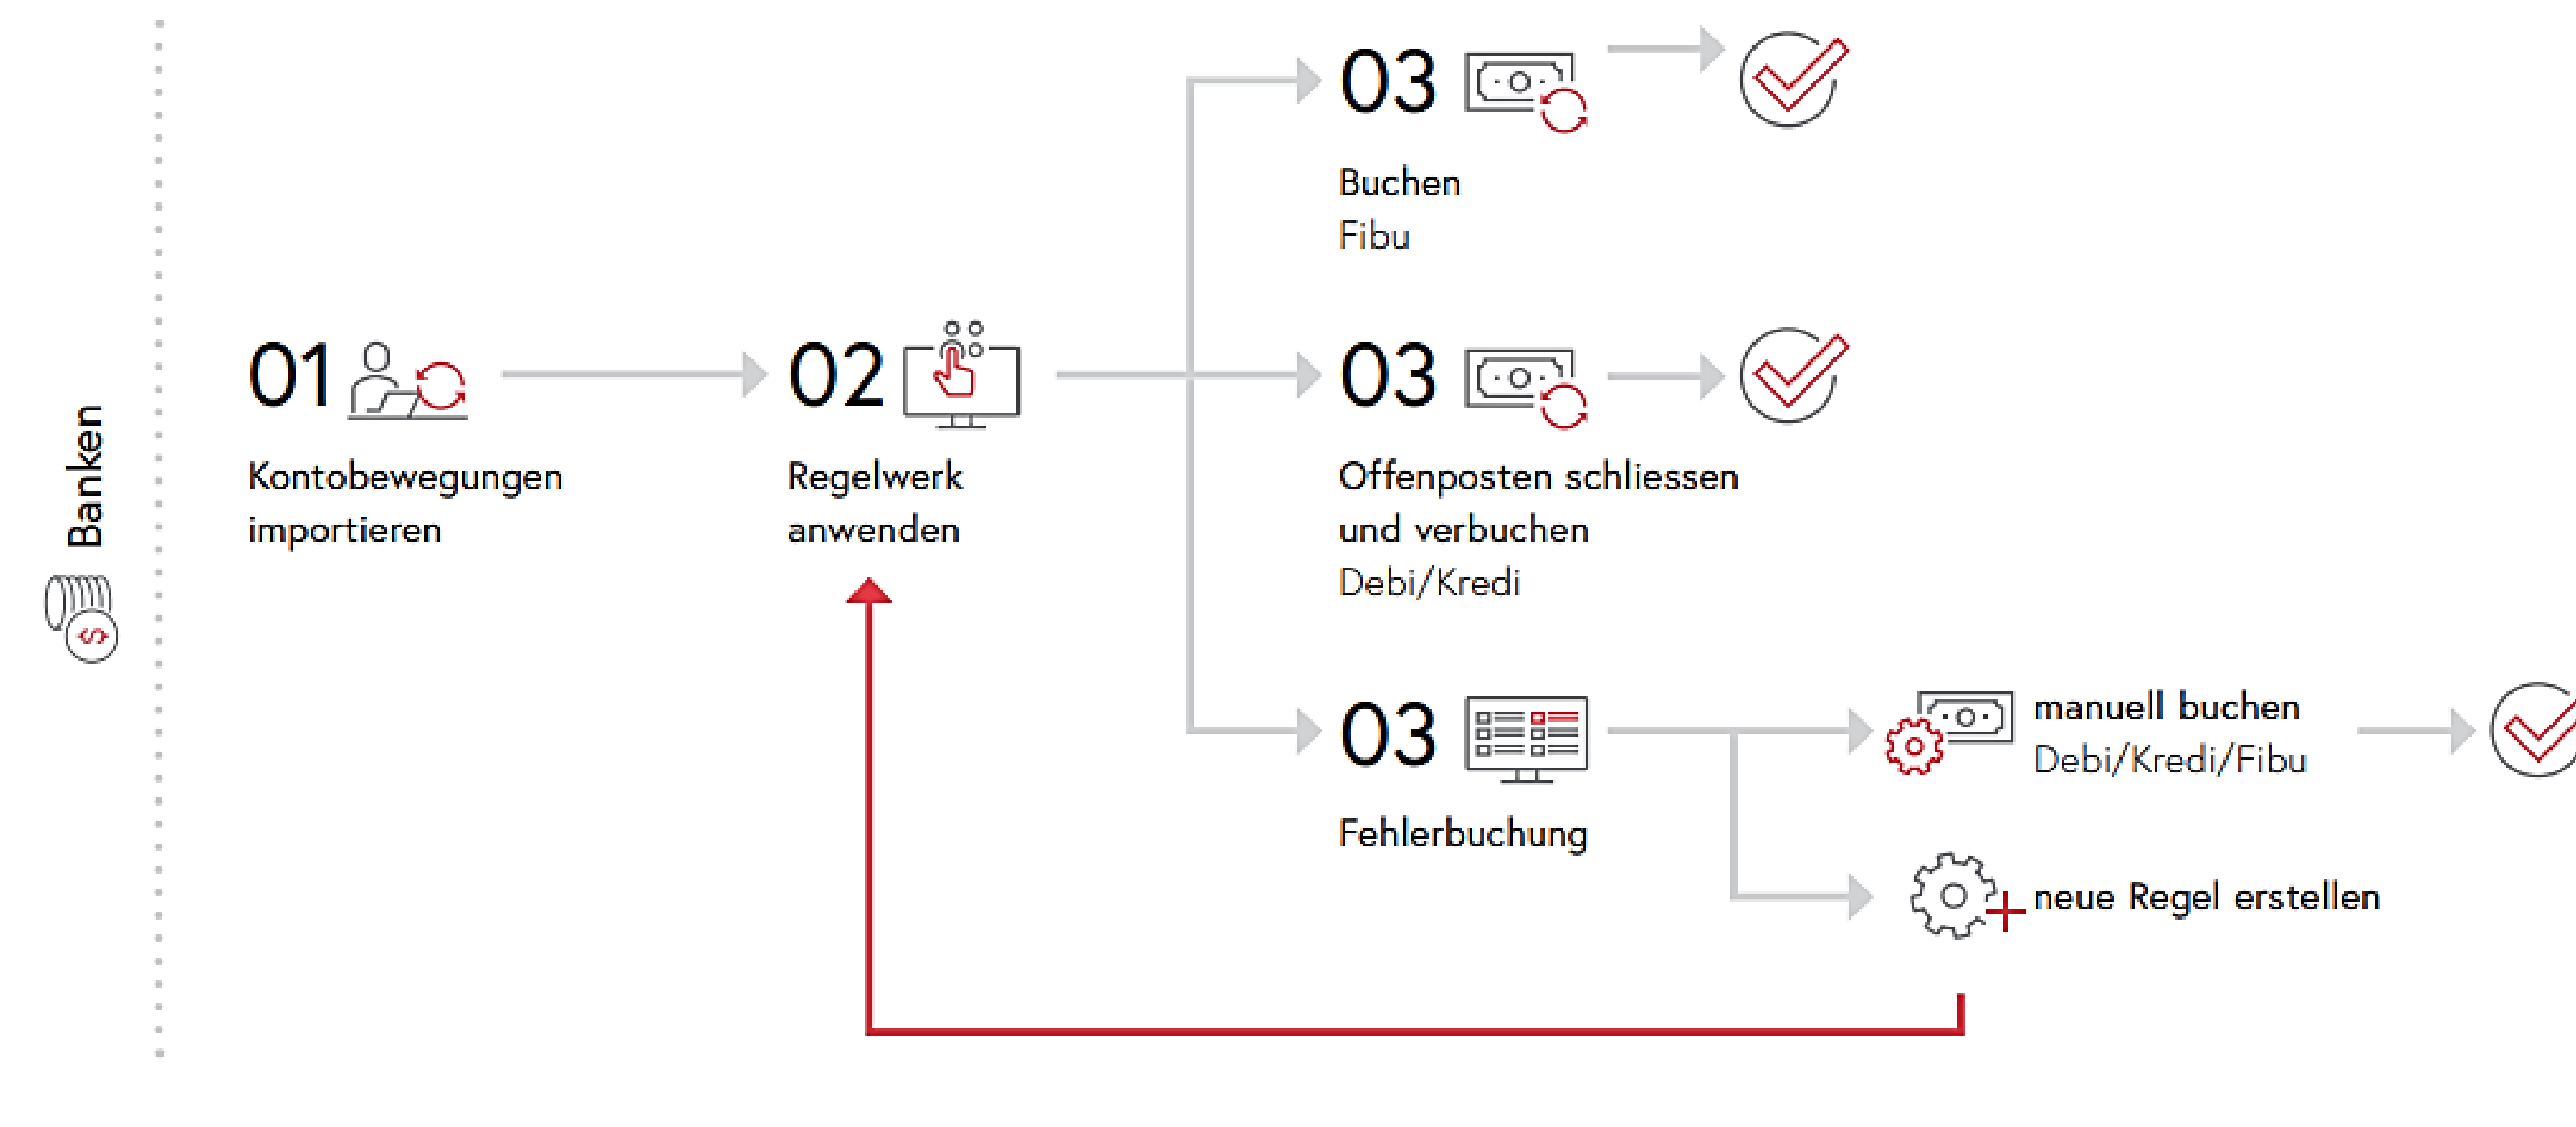 Banken
01
Kontobewegungen
importieren
02
Regelwerk
anwenden
03
Buchen
Fibu
03
Offenposten schliessen
und verbuchen
Debi/Kredi
03
Fehlerbuchung
manuell buchen
Debi/Kredi/Fibu
neue Regel erstellen